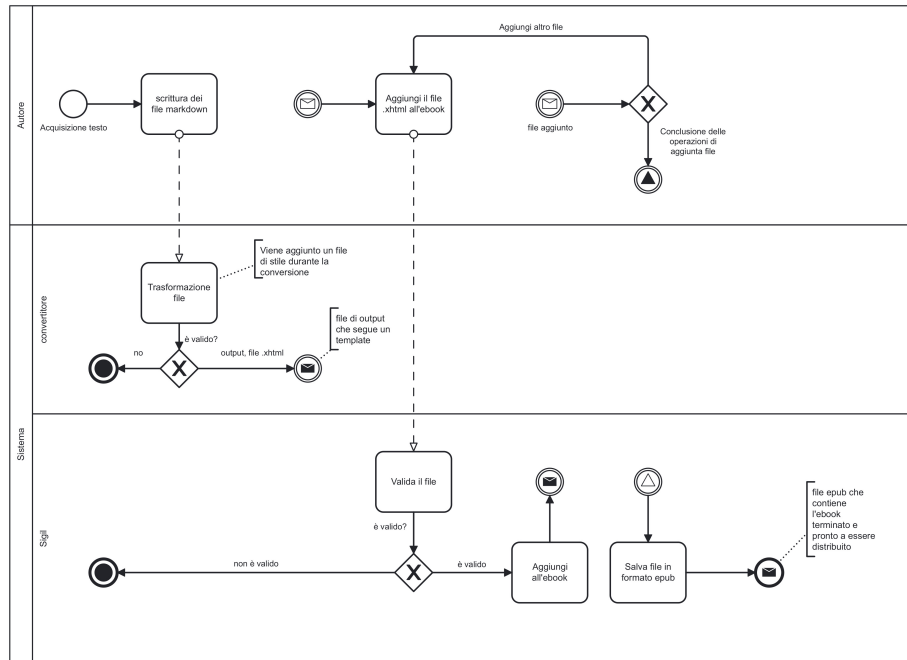 Sistema
Autore
Acquisizione testo
scrittura dei
file markdown
Aggiungi il file
.xhtml all'ebook
Aggiungi altro file
file aggiunto
Conclusione delle
operazioni di
aggiunta file
convertitore
Trasformazione
file
Viene aggiunto un file
di stile durante la
conversione
è valido?
no
output, file .xhtml
file di output
che segue un
template
Sigil
Valida il file
è valido?
non è valido
è valido
Aggiungi
all'ebook
Salva file in
formato epub
file epub che
contiene
l'ebook
terminato e
pronto a essere
distribuito